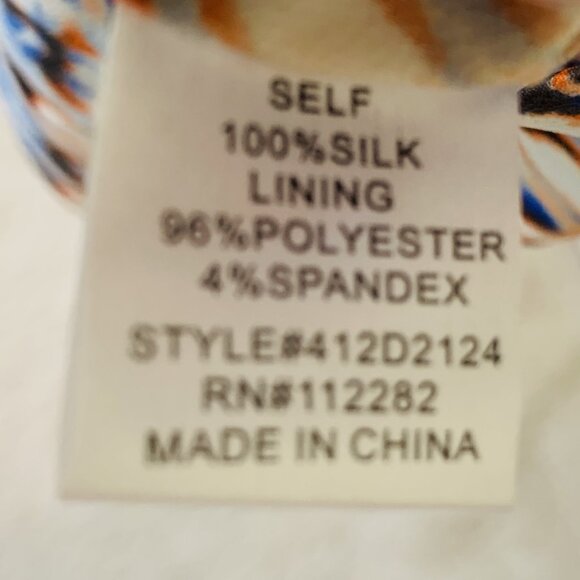 SELF
100%SILK
LINING
96%POLYESTER
4%SPANDEX
STYLE#412D2124
RN#112282
MADE IN CHINA